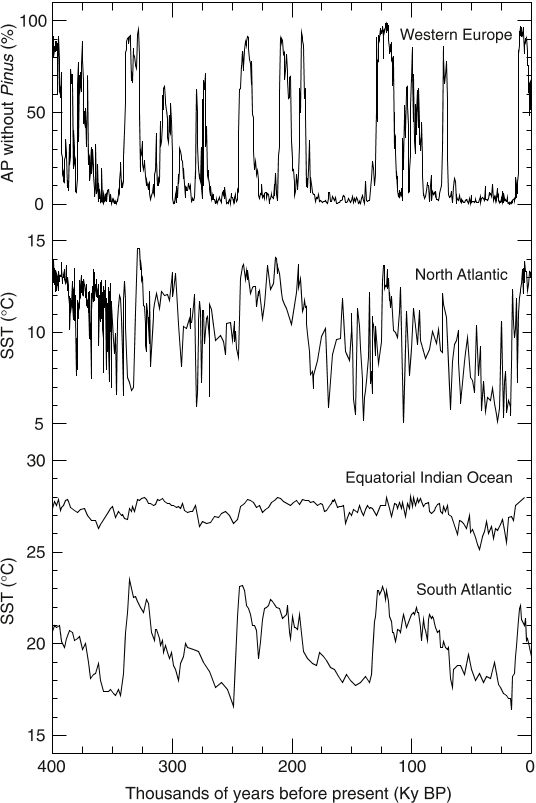 100
Western Europe
AP without Pinus (%)
50
0
15
North Atlantic
SST (°C)
10
5
30
Equatorial Indian Ocean
25
SST (°C)
South Atlantic
20
15
400 300 200 100 0
Thousands of years before present (Ky BP)